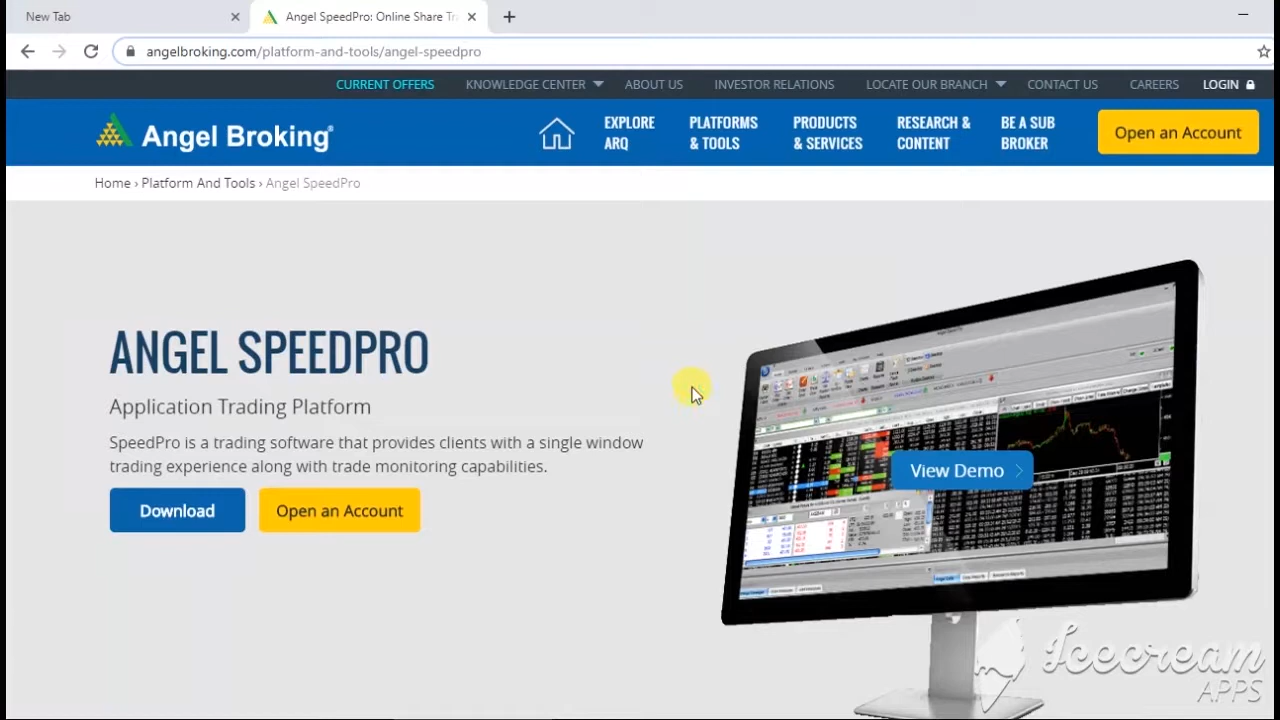 New Tab
Angel SpeedPro: Online Share Tr
angelbroking.com/platform-and-tools/angel-speedpro
CURRENT OFFERS KNOWLEDGE CENTER ABOUT US INVESTOR RELATIONS LOCATE OUR BRANCH CONTACT US CAREERS LOGIN
Angel Broking®
EXPLORE ARQ
PLATFORMS & TOOLS
PRODUCTS & SERVICES
RESEARCH & CONTENT
BE A SUB BROKER
Open an Account
Home › Platform And Tools › Angel SpeedPro
ANGEL SPEEDPRO
Application Trading Platform
SpeedPro is a trading software that provides clients with a single window
trading experience along with trade monitoring capabilities.
Download Open an Account
View Demo
Icecream
APPS